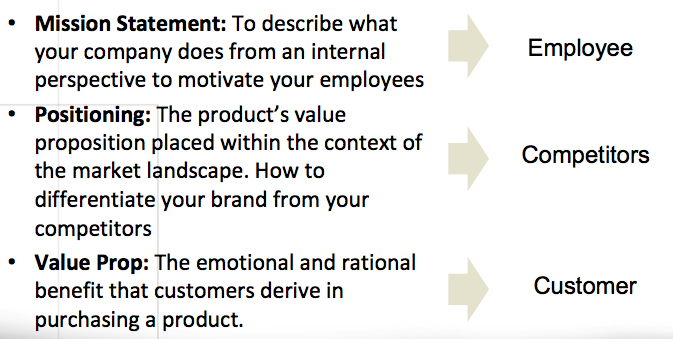 • Mission Statement: To describe what
your company does from an internal
perspective to motivate your employees
Employee
• Positioning: The product’s value
proposition placed within the context of
the market landscape. How to
differentiate your brand from your
competitors
Competitors
• Value Prop: The emotional and rational
benefit that customers derive in
purchasing a product.
Customer